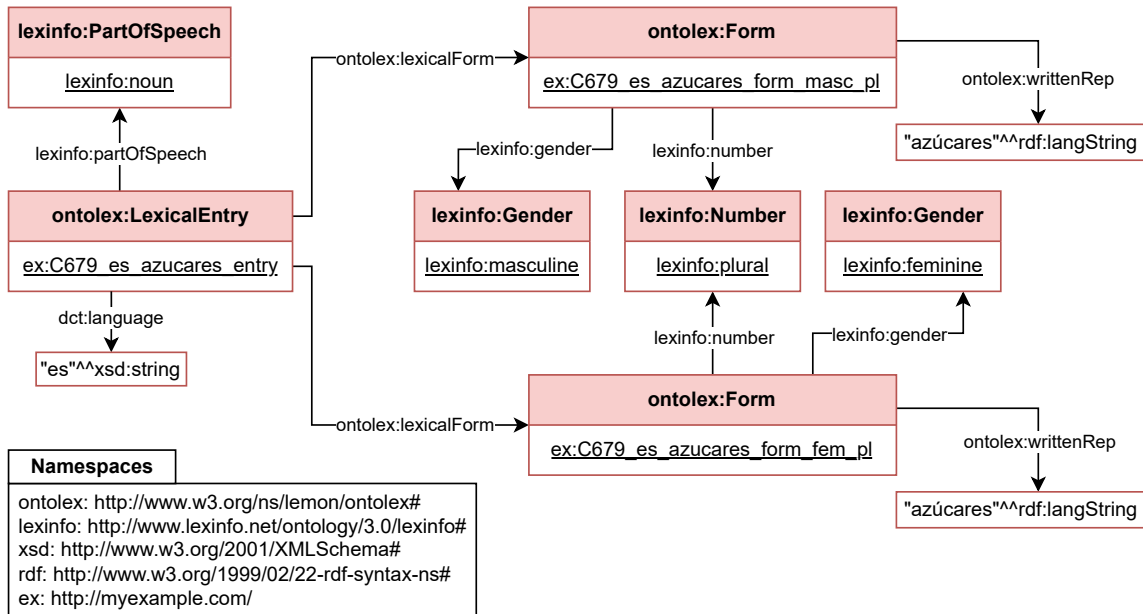 lexinfo:PartOfSpeech
lexinfo:noun
lexinfo:partOfSpeech
ontolex:LexicalEntry
ex:C679_es_azucares_entry
dct:language
"es"^^xsd:string
ontolex:lexicalForm
ontolex:Form
ex:C679_es_azucares_form_masc_pl
ontolex:writtenRep
"azúcares"^^rdf:langString
lexinfo:gender
lexinfo:number
lexinfo:Gender
lexinfo:masculine
lexinfo:Number
lexinfo:plural
lexinfo:Gender
lexinfo:feminine
lexinfo:number
lexinfo:gender
ontolex:lexicalForm
ontolex:Form
ex:C679_es_azucares_form_fem_pl
ontolex:writtenRep
"azúcares"^^rdf:langString
Namespaces
ontolex: http://www.w3.org/ns/lemon/ontolex#
lexinfo: http://www.lexinfo.net/ontology/3.0/lexinfo#
xsd: http://www.w3.org/2001/XMLSchema#
rdf: http://www.w3.org/1999/02/22-rdf-syntax-ns#
ex: http://myexample.com/